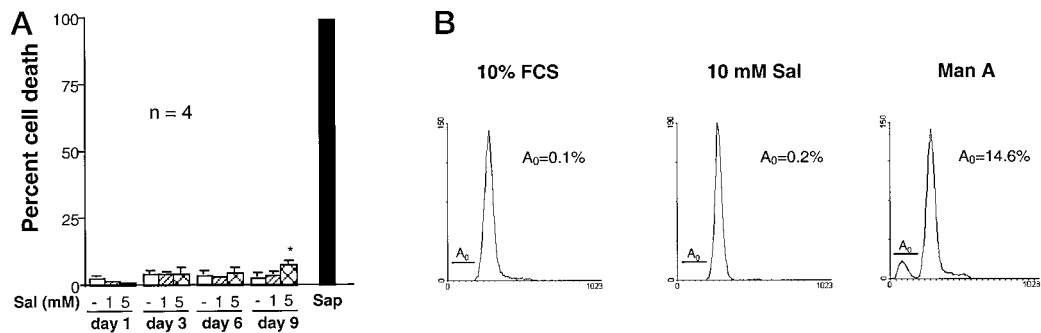 A
Percent cell death
100
75
50
25
0
n = 4
*
Sal (mM)
- 1 5 - 1 5 - 1 5 - 1 5
day 1 day 3 day 6 day 9
Sap
B
10% FCS
150
A0=0.1%
A0
0 1023
10 mM Sal
190
A0=0.2%
A0
0 1023
Man A
150
A0=14.6%
A0
0 1023